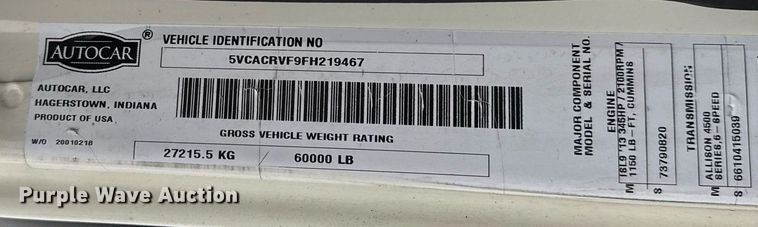 AUTOCAR ®
VEHICLE IDENTIFICATION NO
5VCACRVF9FH219467
AUTOCAR, LLC
HAGERSTOWN, INDIANA
PRODUCT OF USA
GROSS VEHICLE WEIGHT RATING
W/O 20010218
27215.5 KG / 60000 LB
MAJOR COMPONENT
MODEL & SERIAL NO.
ENGINE
M ISL9 '13 345HP / 2100RPM /
1150 LB-FT, CUMMINS
S 73790820
TRANSMISSION
M ALLISON 4500
SERIES,6-SPEED
S 6610415039
Purple Wave Auction